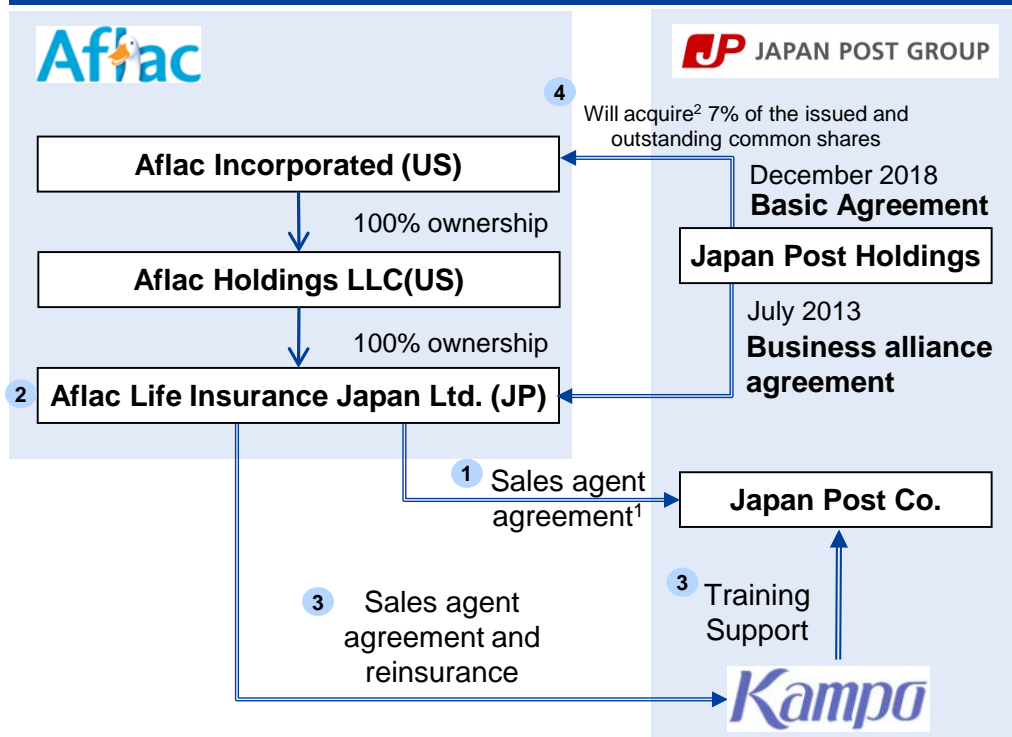 Aflac
JP JAPAN POST GROUP
4
Will acquire² 7% of the issued and
outstanding common shares
Aflac Incorporated (US)
December 2018
Basic Agreement
100% ownership
Japan Post Holdings
Aflac Holdings LLC(US)
July 2013
100% ownership
Business alliance
agreement
2
Aflac Life Insurance Japan Ltd. (JP)
1
Sales agent
agreement¹
Japan Post Co.
3
Sales agent
agreement and
reinsurance
3
Training
Support
Kampo